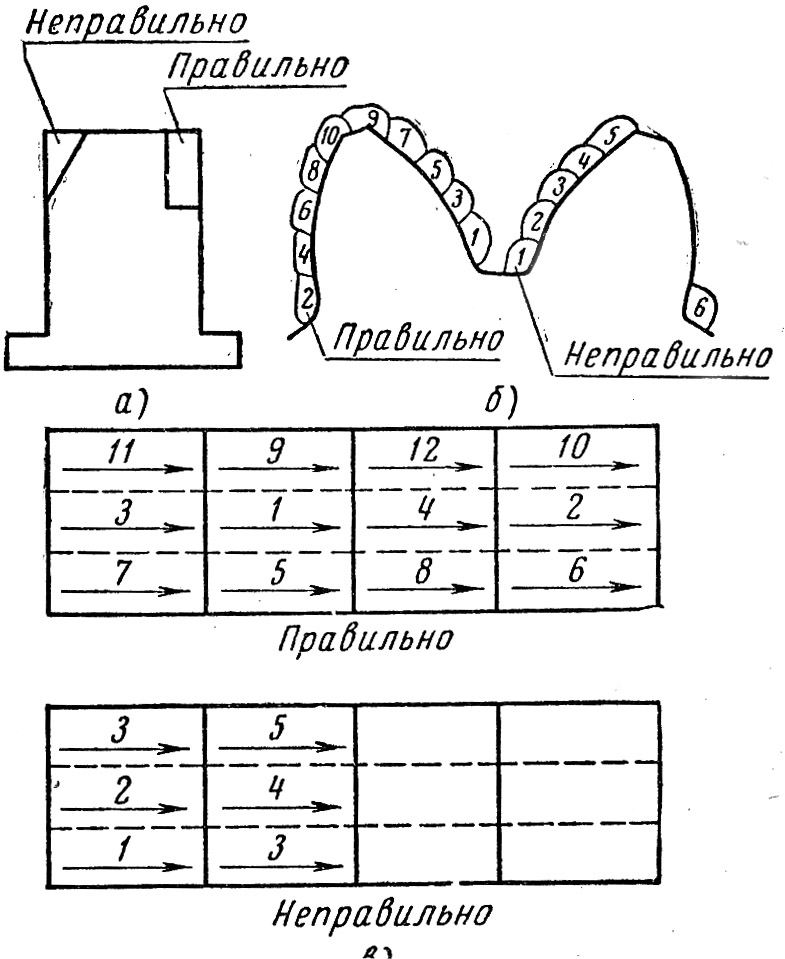 Неправильно
Правильно
10 9 7 8 5 6 3 4 1 2
5 4 3 2 1 6
Правильно
Неправильно
а) б)
11 9 12 10
3 1 4 2
7 5 8 6
Правильно
3 5
2 4
1 3
Неправильно
в)